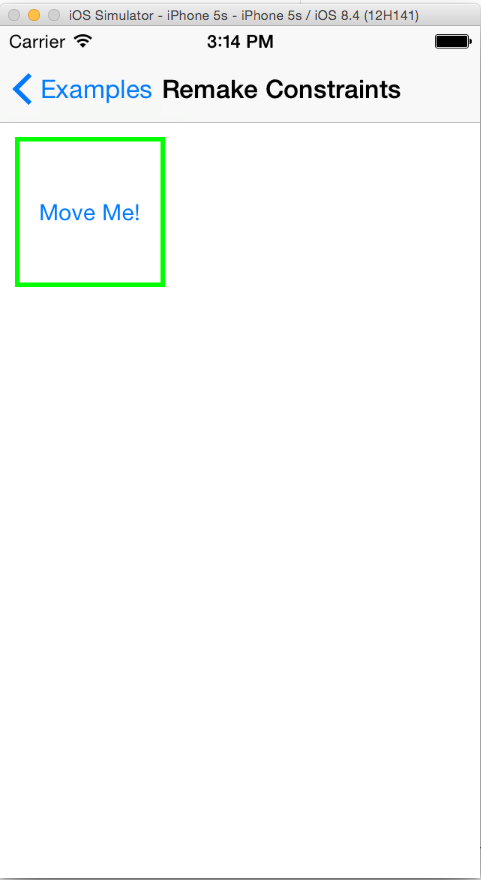 iOS Simulator - iPhone 5s - iPhone 5s / iOS 8.4 (12H141)
Carrier 3:14 PM
Examples Remake Constraints
Move Me!